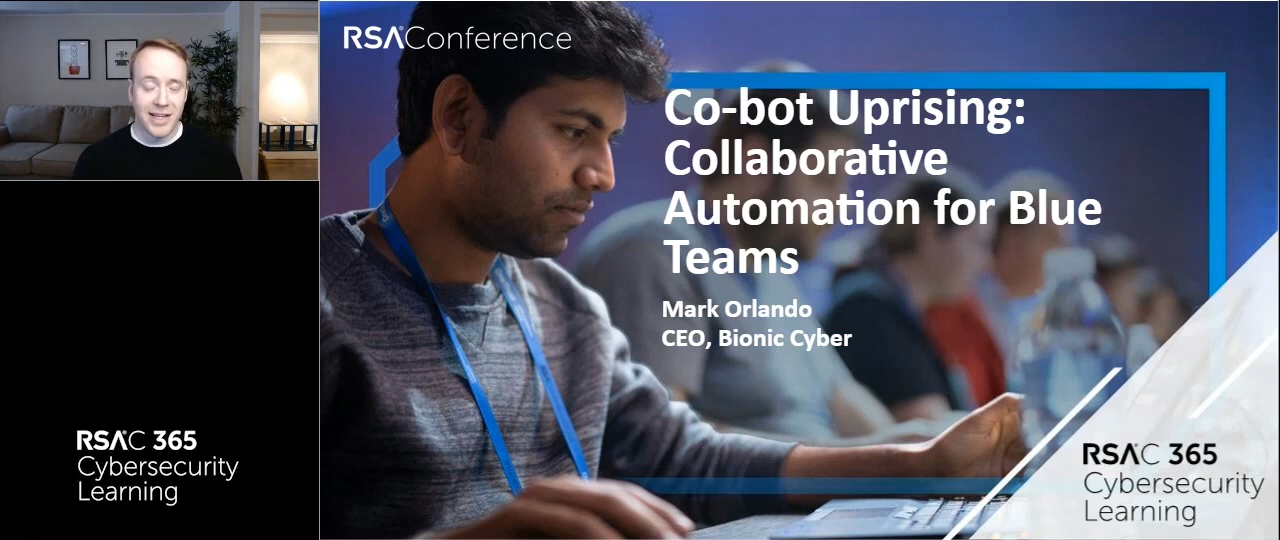 RSAConference
Co-bot Uprising:
Collaborative
Automation for Blue
Teams
Mark Orlando
CEO, Bionic Cyber
RSAC 365
Cybersecurity
Learning
RSAC 365
Cybersecurity
Learning